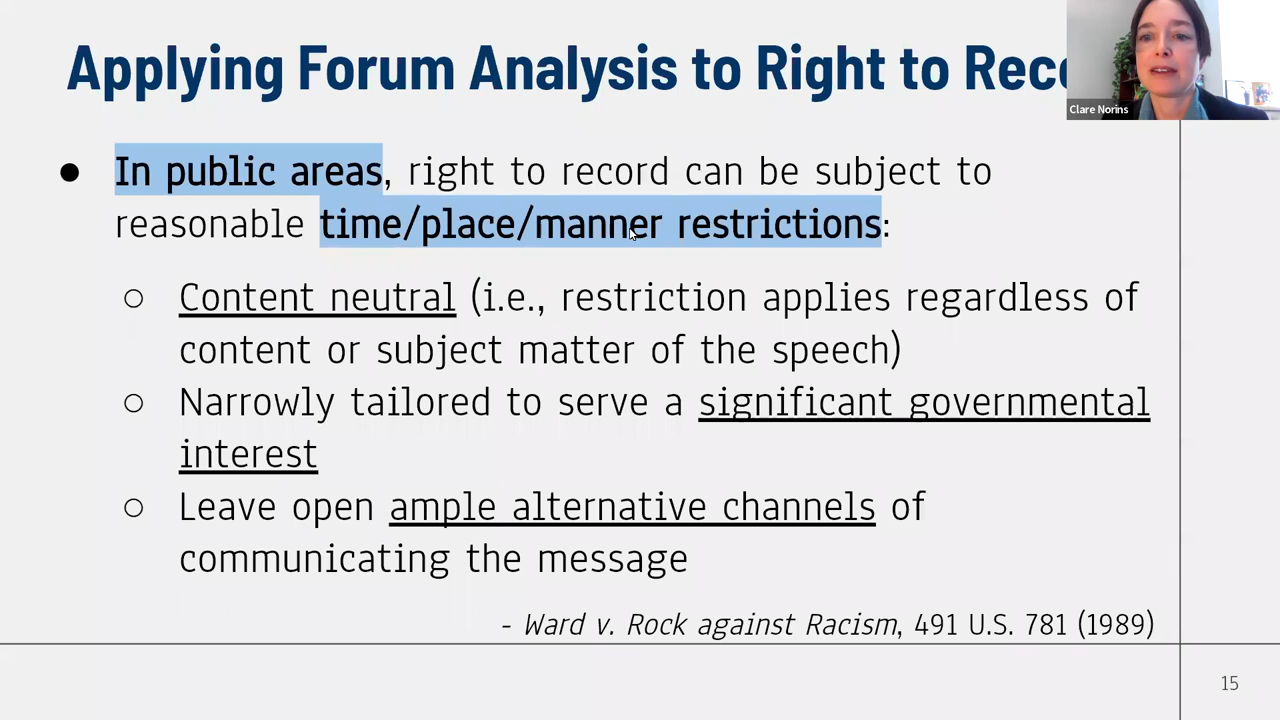 Applying Forum Analysis to Right to
Clare Norins
● In public areas, right to record can be subject to
reasonable time/place/manner restrictions:
○ Content neutral (i.e., restriction applies regardless of
content or subject matter of the speech)
○ Narrowly tailored to serve a significant governmental
interest
○ Leave open ample alternative channels of
communicating the message
- Ward v. Rock against Racism, 491 U.S. 781 (1989)
15